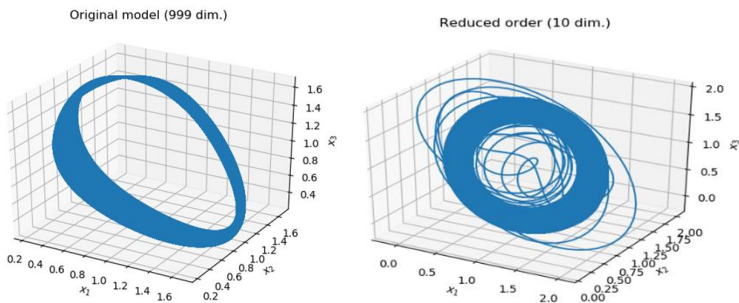 Original model (999 dim.)
1.6
1.4
1.2
1.0
0.8
0.6
0.4
x₃
0.2 0.4 0.6 0.8 1.0 1.2 1.4 1.6
x₁
0.2 0.4 0.6 0.8 1.0 1.2 1.4 1.6
x₂
Reduced order (10 dim.)
2.0
1.5
1.0
0.5
0.0
x₃
0.0 0.5 1.0 1.5 2.0
x₁
0.00 0.25 0.50 0.75 1.00 1.25 1.50 1.75 2.00
x₂